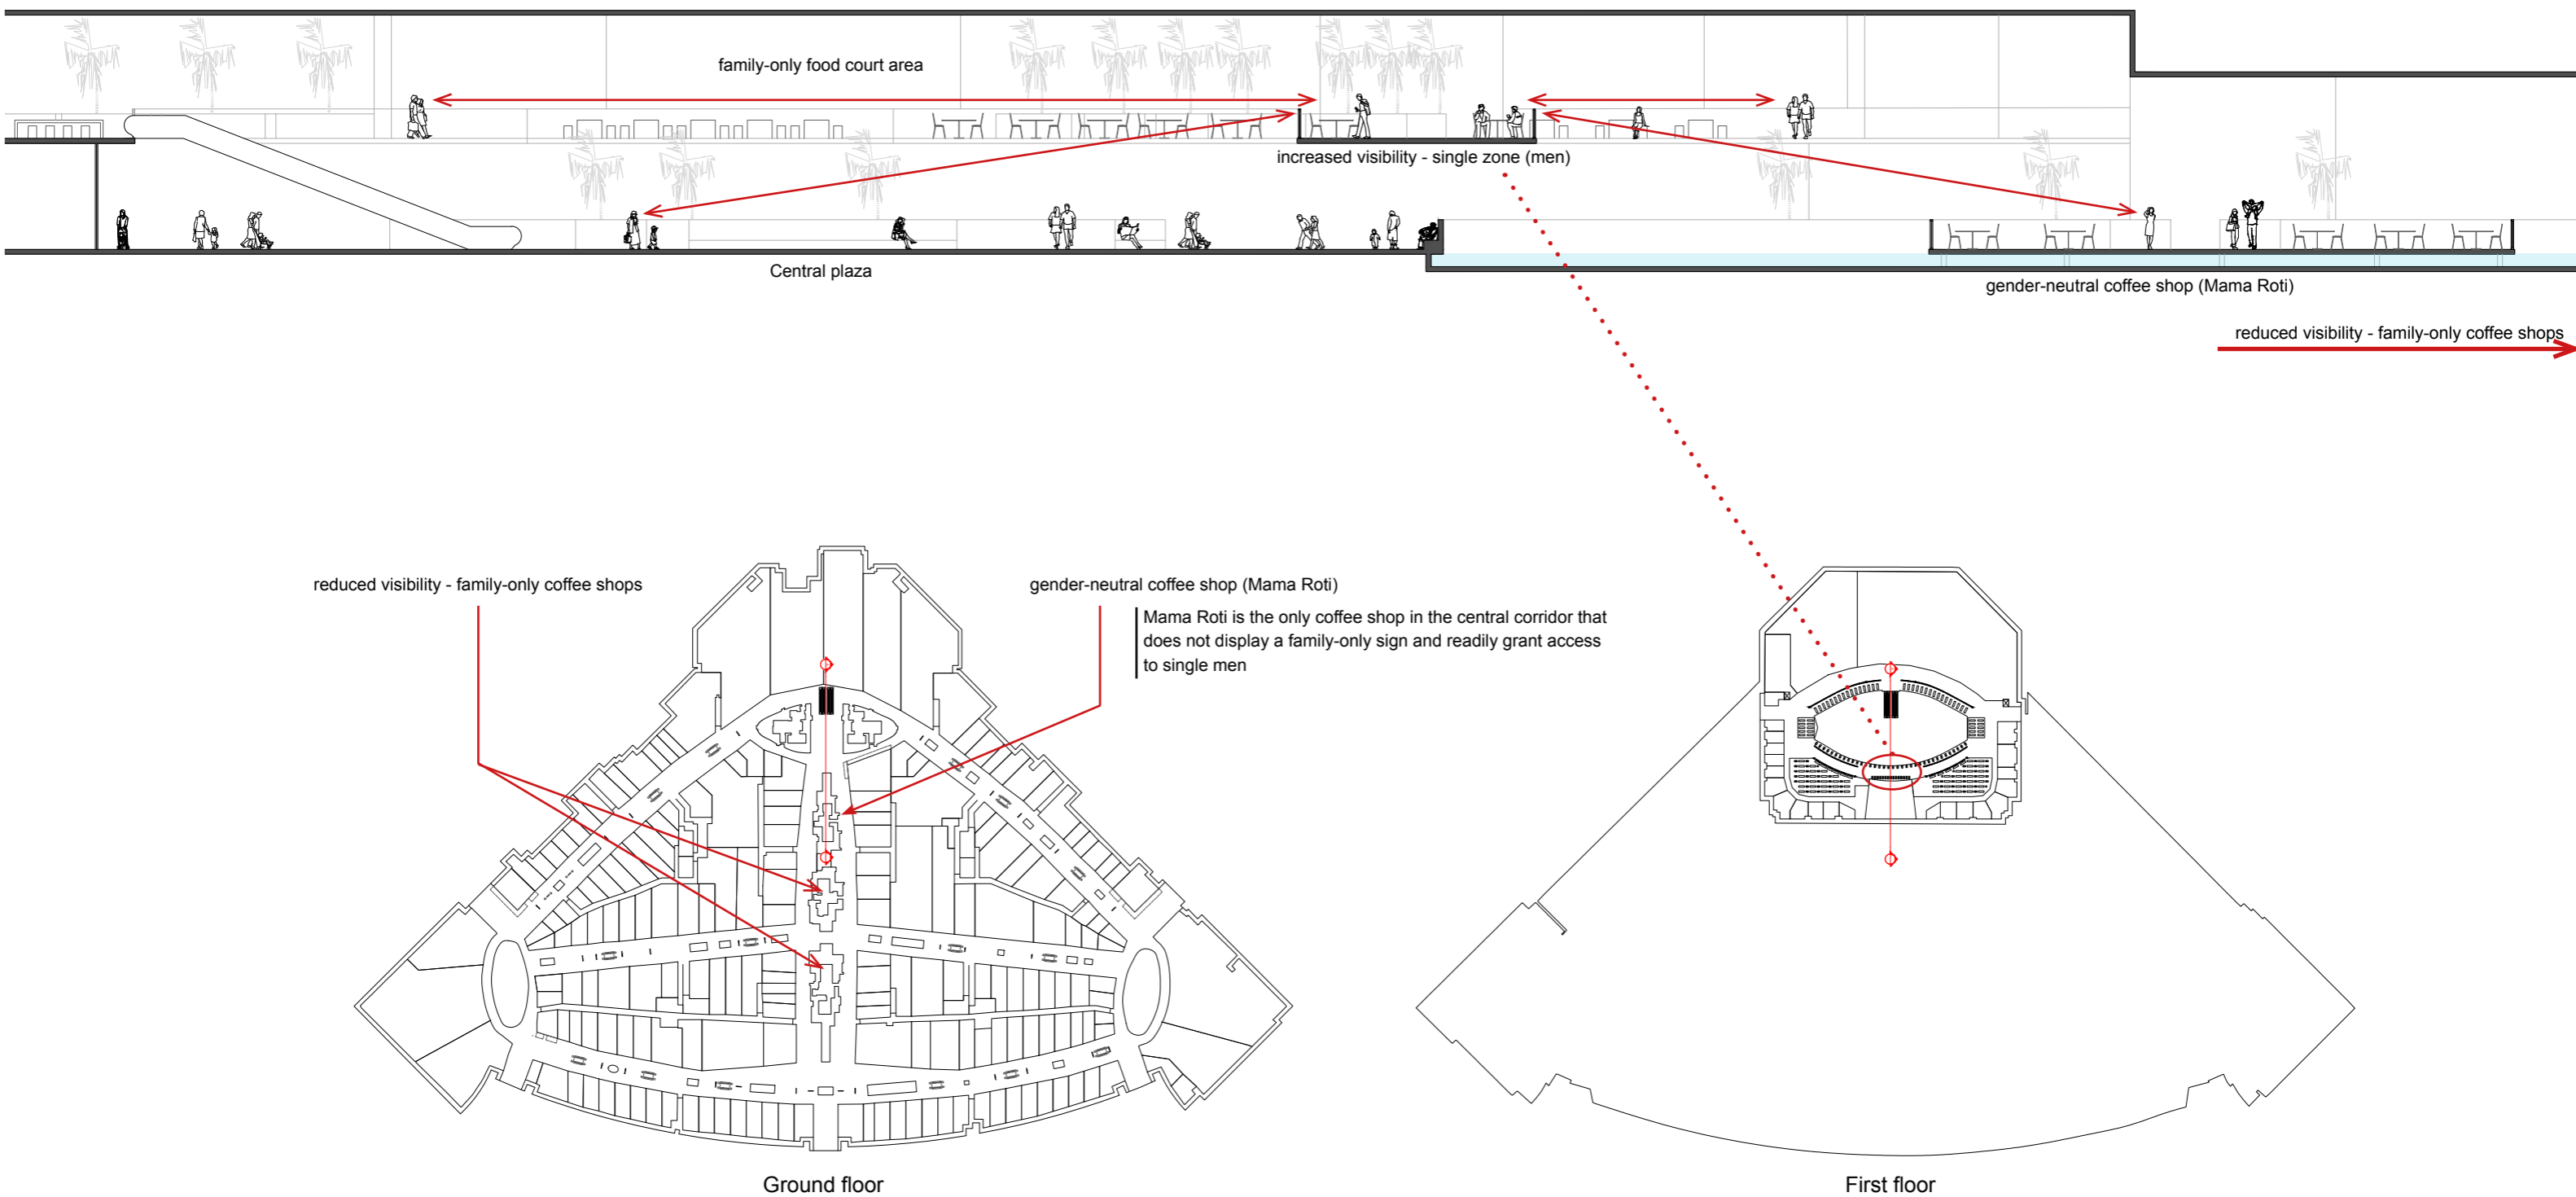 family-only food court area
increased visibility - single zone (men)
Central plaza
gender-neutral coffee shop (Mama Roti)
reduced visibility - family-only coffee shops
reduced visibility - family-only coffee shops
gender-neutral coffee shop (Mama Roti)
Mama Roti is the only coffee shop in the central corridor that
does not display a family-only sign and readily grant access
to single men
Ground floor
First floor